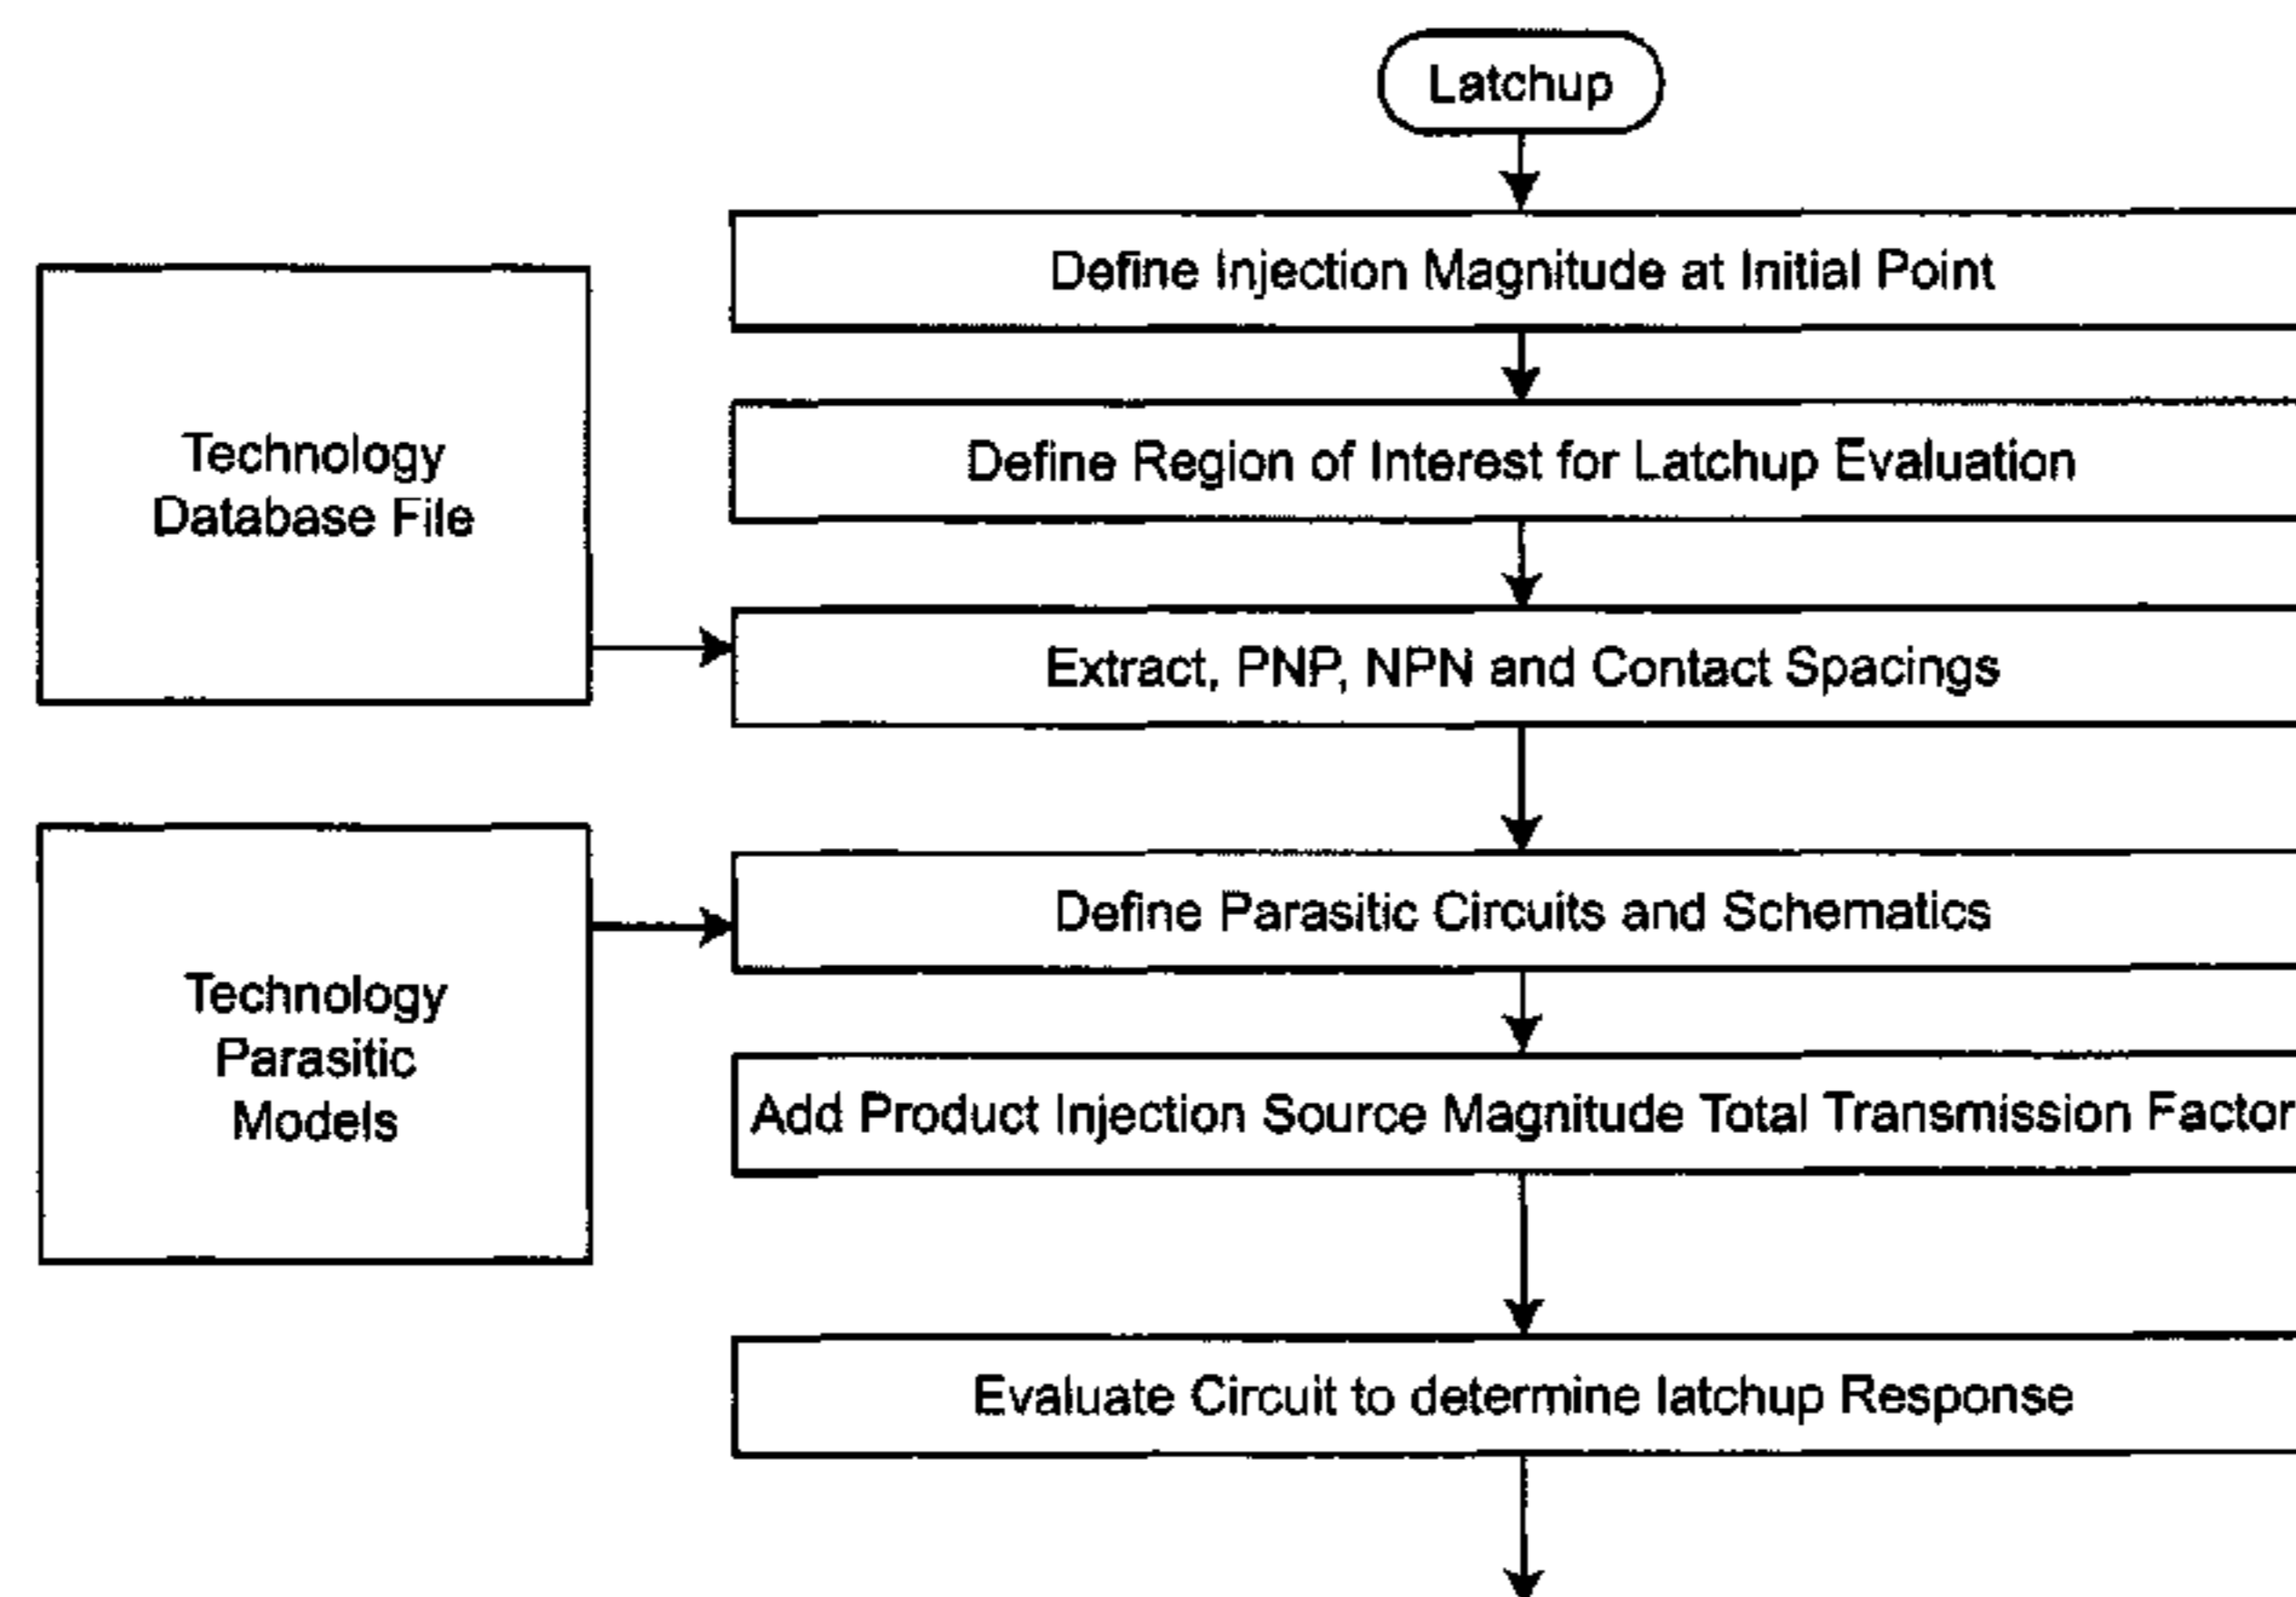 Latchup
Define Injection Magnitude at Initial Point
Define Region of Interest for Latchup Evaluation
Technology
Database File
Extract, PNP, NPN and Contact Spacings
Define Parasitic Circuits and Schematics
Technology
Parasitic
Models
Add Product Injection Source Magnitude Total Transmission Factor
Evaluate Circuit to determine latchup Response